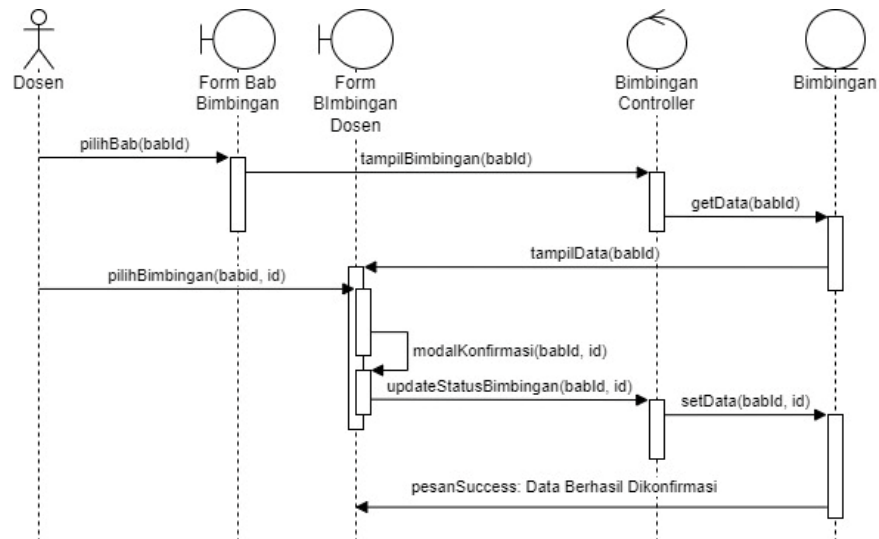 Dosen
Form Bab
Bimbingan
Form
BImbingan
Dosen
Bimbingan
Controller
Bimbingan
pilihBab(babId)
tampilBimbingan(babId)
getData(babId)
tampilData(babId)
pilihBimbingan(babid, id)
modalKonfirmasi(babId, id)
updateStatusBimbingan(babId, id)
setData(babId, id)
pesanSuccess: Data Berhasil Dikonfirmasi